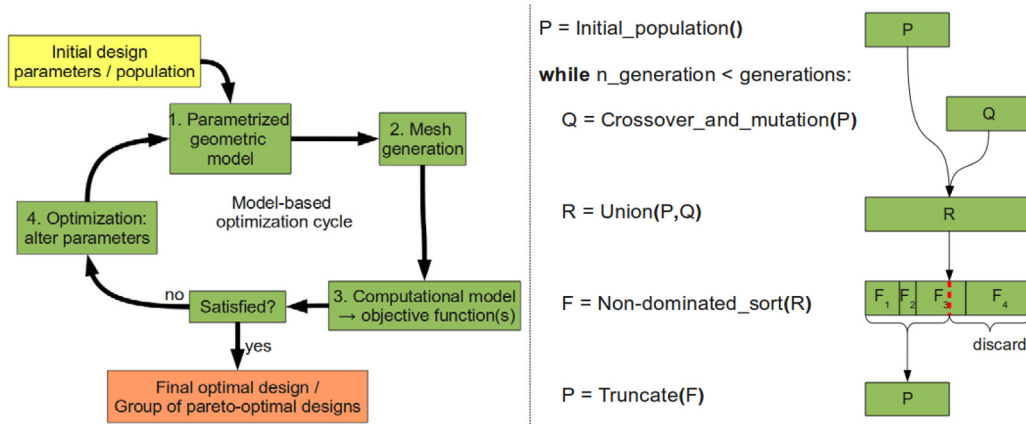 Initial design
parameters / population
1. Parametrized
geometric
model
2. Mesh
generation
Model-based
optimization cycle
4. Optimization:
alter parameters
no
Satisfied?
3. Computational model
→ objective function(s)
yes
Final optimal design /
Group of pareto-optimal designs
P = Initial_population()
P
while n_generation < generations:
Q = Crossover_and_mutation(P)
Q
R = Union(P,Q)
R
F = Non-dominated_sort(R)
F1 F2 F3 F4
discard
P = Truncate(F)
P